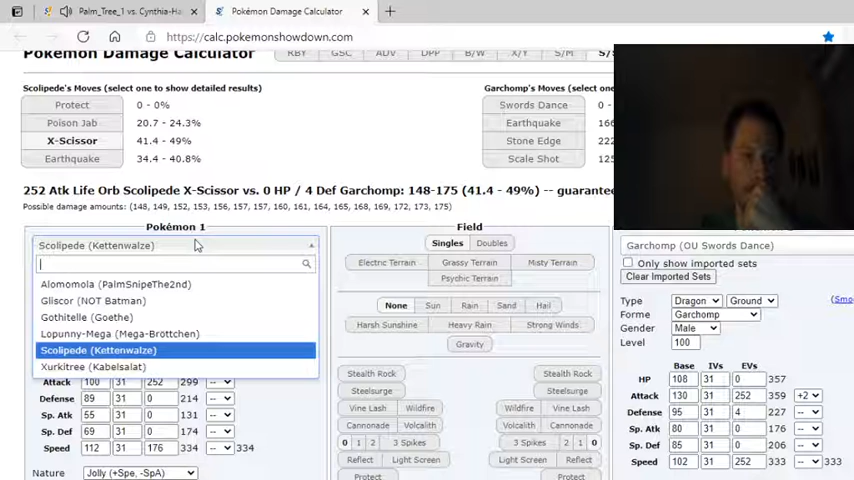 Palm_Tree_1 vs. Cynthia-Ha
Pokémon Damage Calculator
https://calc.pokemonshowdown.com
Pokémon Damage Calculator
RBY GSC ADV DPP B/W X/Y S/M S/S
Scolipede's Moves (select one to show detailed results)
Protect 0 - 0%
Poison Jab 20.7 - 24.3%
X-Scissor 41.4 - 49%
Earthquake 34.4 - 40.8%
Garchomp's Moves (select one to show detailed
Swords Dance 0 -
Earthquake 166
Stone Edge 222
Scale Shot 125
252 Atk Life Orb Scolipede X-Scissor vs. 0 HP / 4 Def Garchomp: 148-175 (41.4 - 49%) -- guarantee
Possible damage amounts: (148, 149, 152, 153, 156, 157, 157, 160, 161, 164, 165, 168, 169, 172, 173, 175)
Pokémon 1
Scolipede (Kettenwalze)
Alomomola (PalmSnipeThe2nd)
Gliscor (NOT Batman)
Gothitelle (Goethe)
Lopunny-Mega (Mega-Bröttchen)
Scolipede (Kettenwalze)
Xurkitree (Kabelsalat)
Attack 100 31 252 299 --
Defense 89 31 0 214 --
Sp. Atk 55 31 0 131 --
Sp. Def 69 31 0 174 --
Speed 112 31 176 334 -- 334
Nature Jolly (+Spe, -SpA)
Field
Singles Doubles
Electric Terrain Grassy Terrain Misty Terrain
Psychic Terrain
None Sun Rain Sand Hail
Harsh Sunshine Heavy Rain Strong Winds
Gravity
Stealth Rock Stealth Rock
Steelsurge Steelsurge
Vine Lash Wildfire Wildfire Vine Lash
Cannonade Volcalith Volcalith Cannonade
0 1 2 3 Spikes 3 Spikes 2 1 0
Reflect Light Screen Light Screen Reflect
Protect Protect
Garchomp (OU Swords Dance)
Only show imported sets
Clear Imported Sets
Type Dragon Ground (Smo
Forme Garchomp
Gender Male
Level 100
Base IVs EVs
HP 108 31 0 357
Attack 130 31 252 359 +2
Defense 95 31 4 227 --
Sp. Atk 80 31 0 176 --
Sp. Def 85 31 0 206 --
Speed 102 31 252 333 -- 333